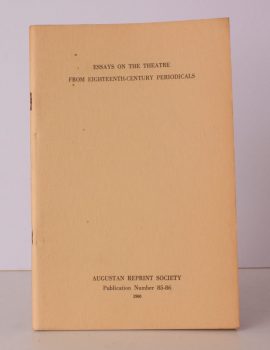 ESSAYS ON THE THEATRE
FROM EIGHTEENTH-CENTURY PERIODICALS
AUGUSTAN REPRINT SOCIETY
Publication Number 85-86
1960